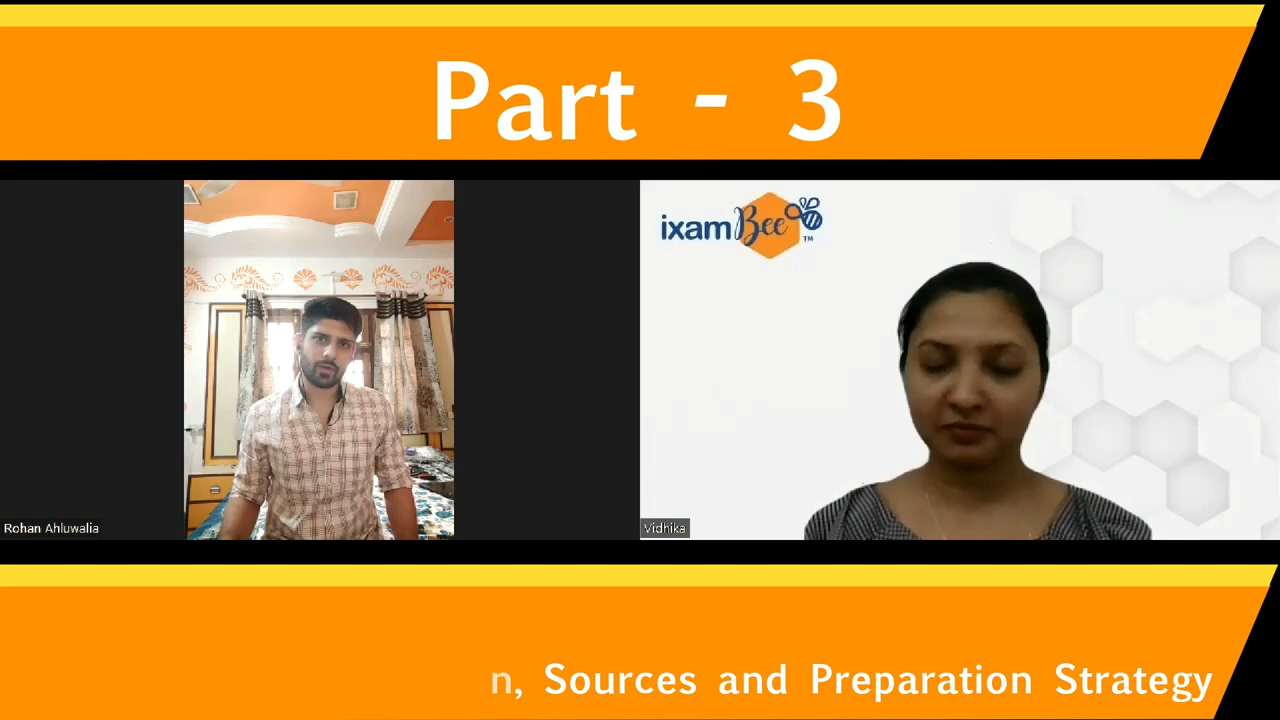 Part - 3
ixamBee
TM
Rohan Ahluwalia
Vidhika
n, Sources and Preparation Strategy